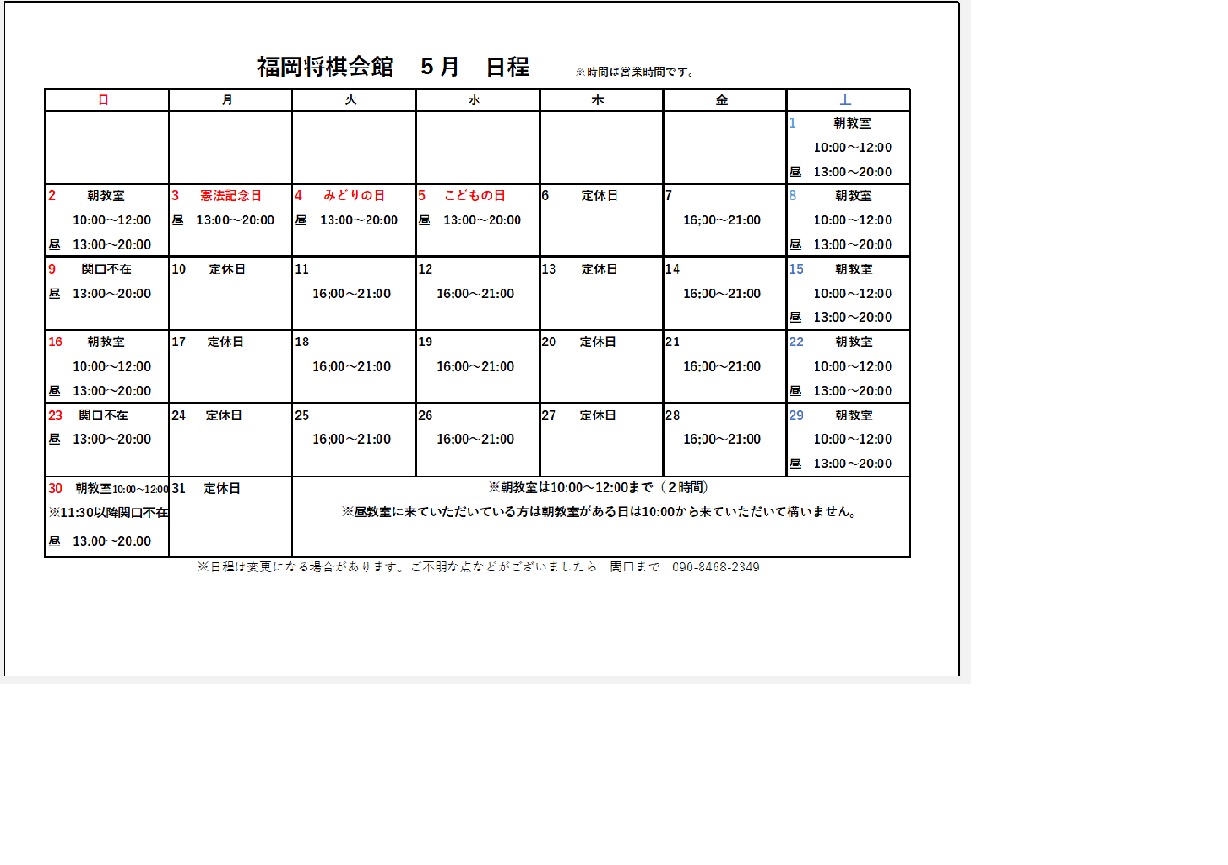 福岡将棋会館　５月　日程　※時間は営業時間です。
日 月 火 水 木 金 土
1 朝教室
10:00～12:00
昼 13:00～20:00
2 朝教室
10:00～12:00
昼 13:00～20:00
3 憲法記念日
昼 13:00～20:00
4 みどりの日
昼 13:00～20:00
5 こどもの日
昼 13:00～20:00
6 定休日
7
16:00～21:00
8 朝教室
10:00～12:00
昼 13:00～20:00
9 関口不在
昼 13:00～20:00
10 定休日
11
16:00～21:00
12
16:00～21:00
13 定休日
14
16:00～21:00
15 朝教室
10:00～12:00
昼 13:00～20:00
16 朝教室
10:00～12:00
昼 13:00～20:00
17 定休日
18
16:00～21:00
19
16:00～21:00
20 定休日
21
16:00～21:00
22 朝教室
10:00～12:00
昼 13:00～20:00
23 関口不在
昼 13:00～20:00
24 定休日
25
16:00～21:00
26
16:00～21:00
27 定休日
28
16:00～21:00
29 朝教室
10:00～12:00
昼 13:00～20:00
30 朝教室10:00～12:00
※11:30以降関口不在
昼 13:00～20:00
31 定休日
※朝教室は10:00～12:00まで（２時間）
※昼教室に来ていただいている方は朝教室がある日は10:00から来ていただいて構いません。
※日程は変更になる場合があります。ご不明な点などがございましたら　関口まで　090-8468-2349